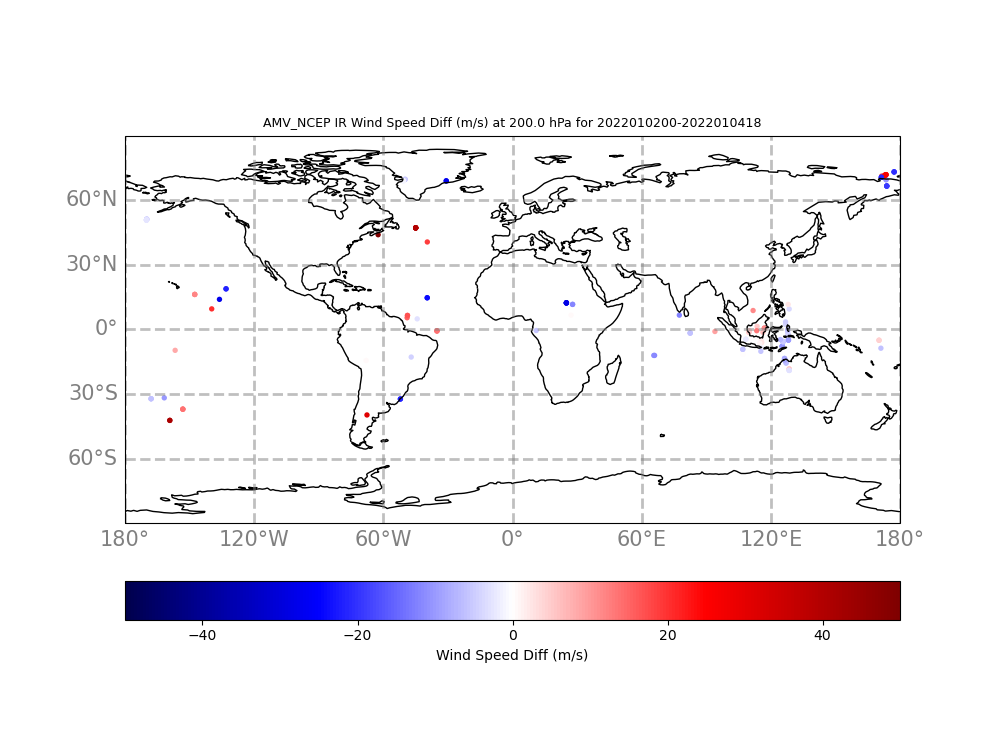 AMV_NCEP IR Wind Speed Diff (m/s) at 200.0 hPa for 2022010200-2022010418
60°N
30°N
0°
30°S
60°S
180° 120°W 60°W 0° 60°E 120°E 180°
−40 −20 0 20 40
Wind Speed Diff (m/s)